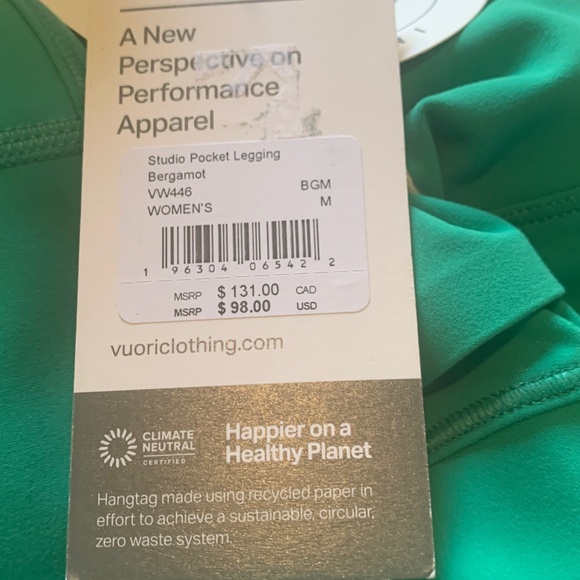 A New
Perspective on
Performance
Apparel
Studio Pocket Legging
Bergamot
VW446 BGM
WOMEN'S M
1 96304 06542 2
MSRP $131.00 CAD
MSRP $98.00 USD
vuoriclothing.com
CLIMATE
NEUTRAL
CERTIFIED
Happier on a
Healthy Planet
Hangtag made using recycled paper in
effort to achieve a sustainable, circular,
zero waste system.